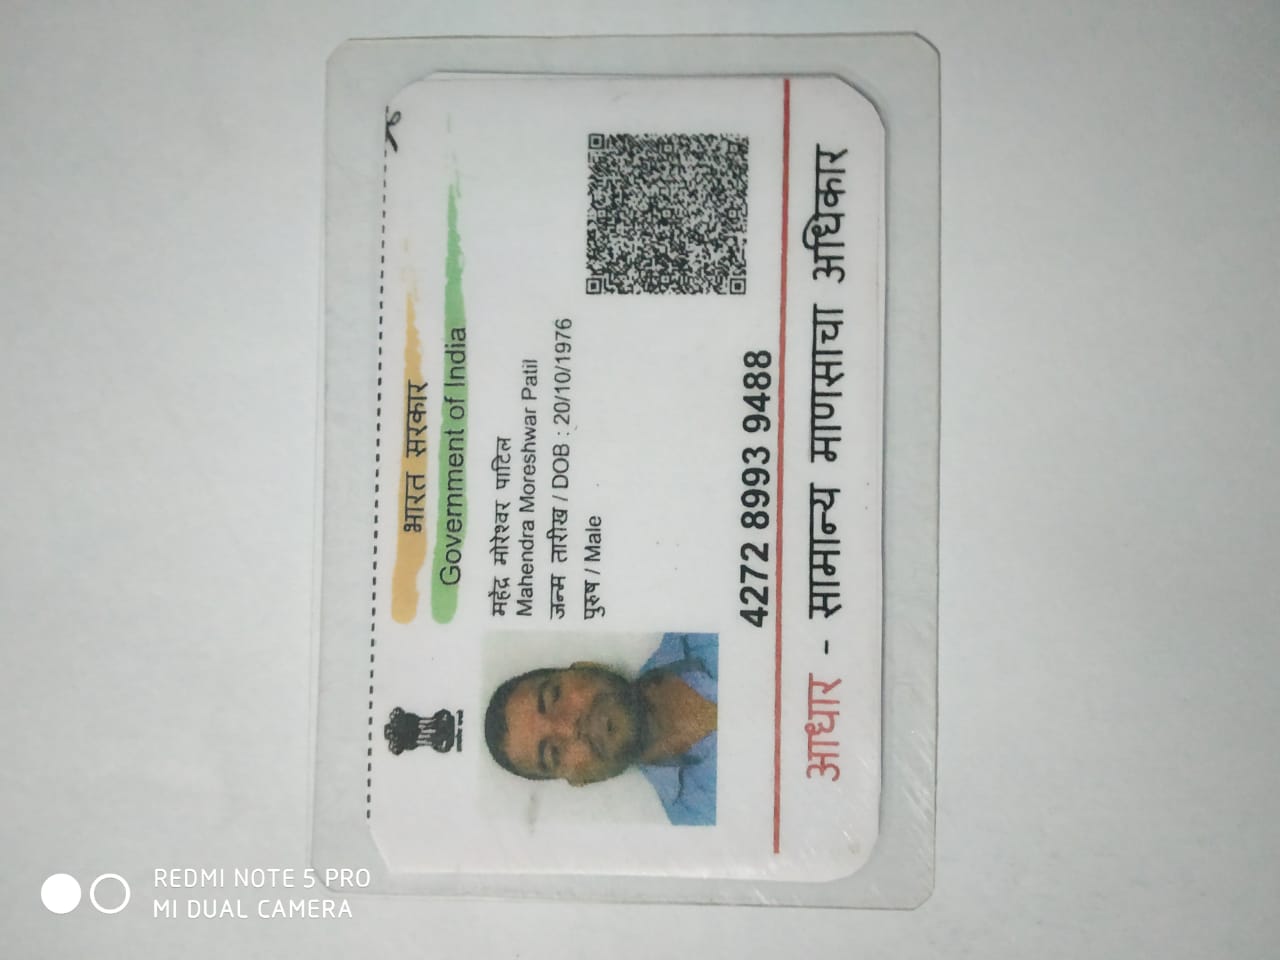 भारत सरकार
Government of India
महेंद्र मोरेश्वर पाटिल
Mahendra Moreshwar Patil
जन्म तारीख / DOB : 20/10/1976
पुरुष / Male
4272 8993 9488
आधार - सामान्य माणसाचा अधिकार
REDMI NOTE 5 PRO
MI DUAL CAMERA